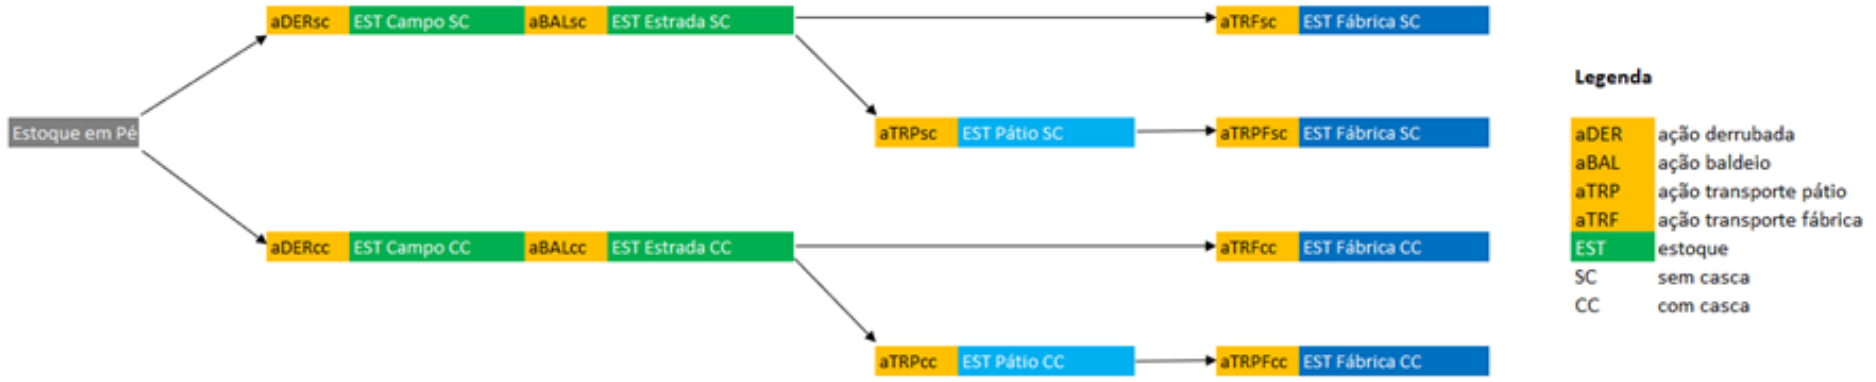 aDERsc EST Campo SC aBALsc EST Estrada SC aTRFsc EST Fábrica SC
Estoque em Pé aTRPsc EST Pátio SC aTRPFsc EST Fábrica SC
aDERcc EST Campo CC aBALcc EST Estrada CC aTRFcc EST Fábrica CC
aTRPcc EST Pátio CC aTRPFcc EST Fábrica CC
Legenda
aDER ação derrubada
aBAL ação baldeio
aTRP ação transporte pátio
aTRF ação transporte fábrica
EST estoque
SC sem casca
CC com casca